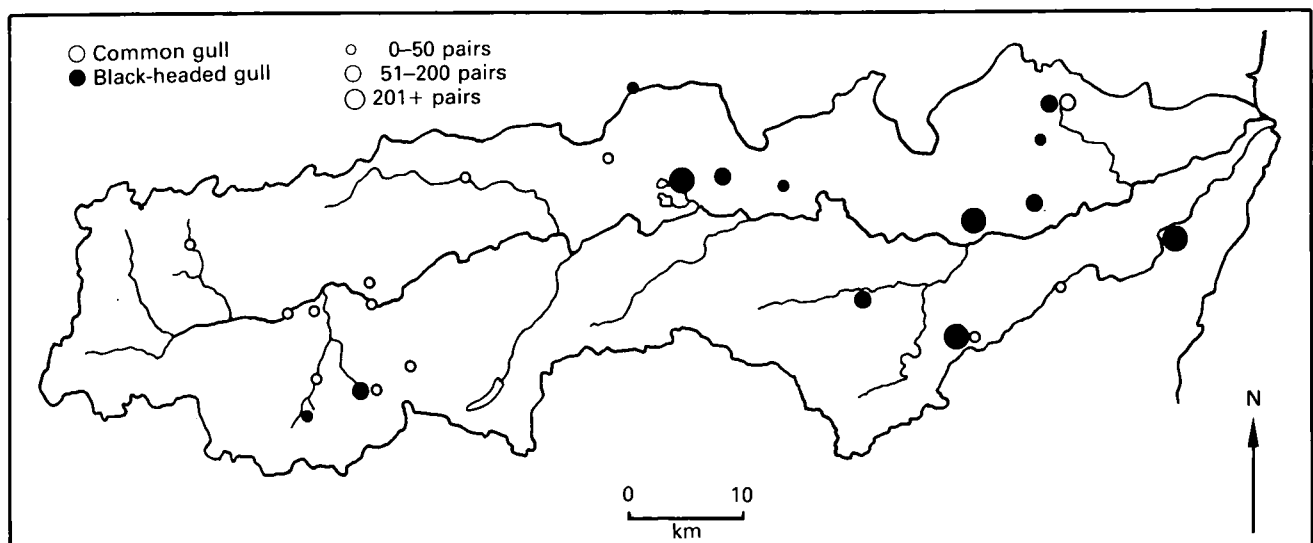 Common gull
Black-headed gull
0–50 pairs
51–200 pairs
201+ pairs
N
0 10
km